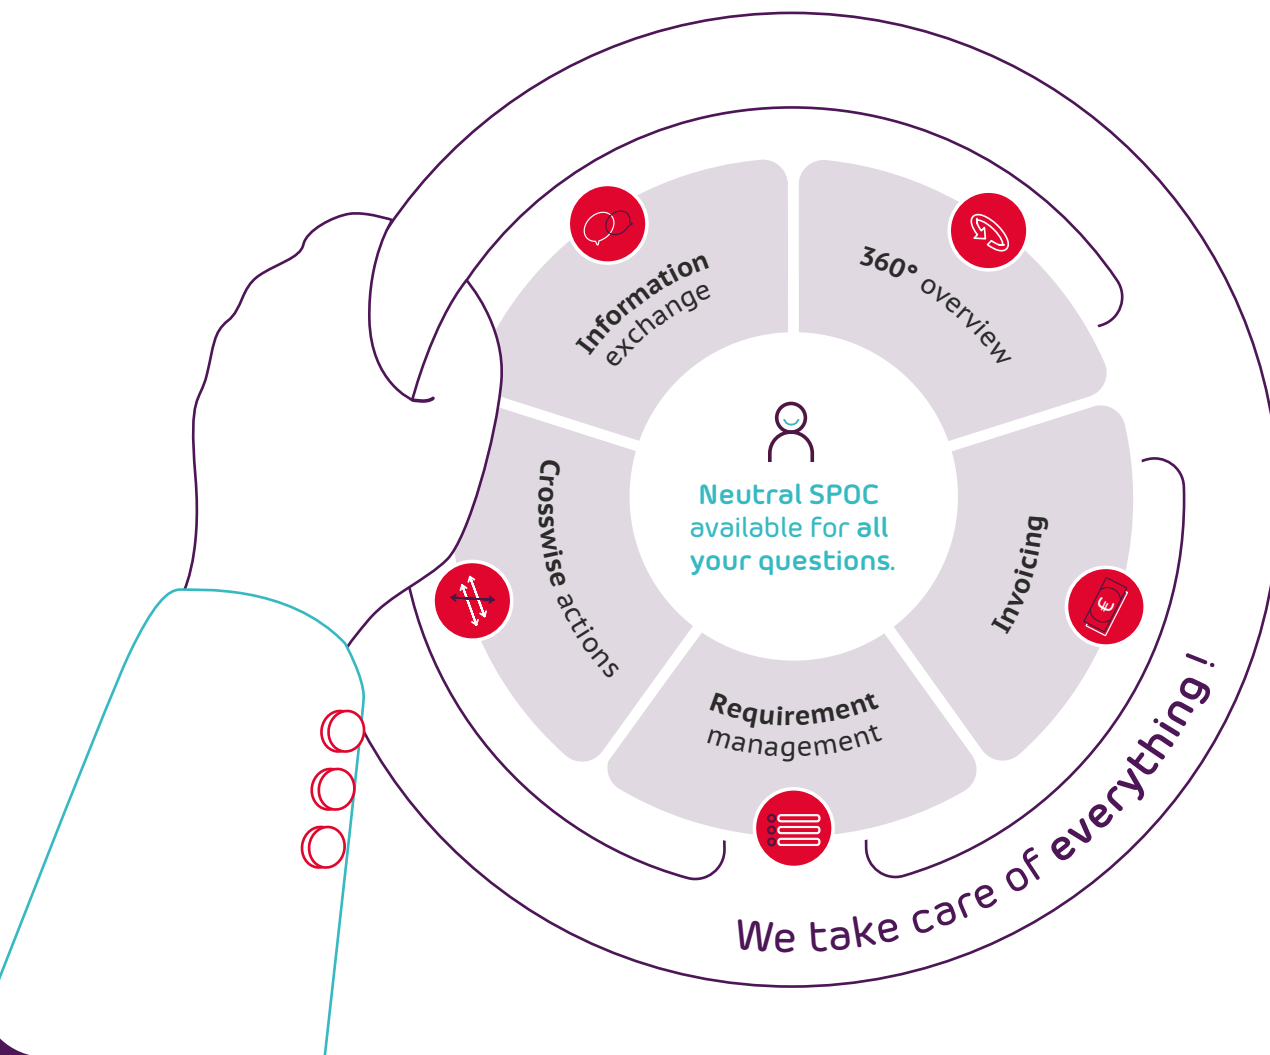 Information
exchange
360° overview
Neutral SPOC
available for all
your questions.
Crosswise actions
Invoicing
€
Requirement
management
We take care of everything !